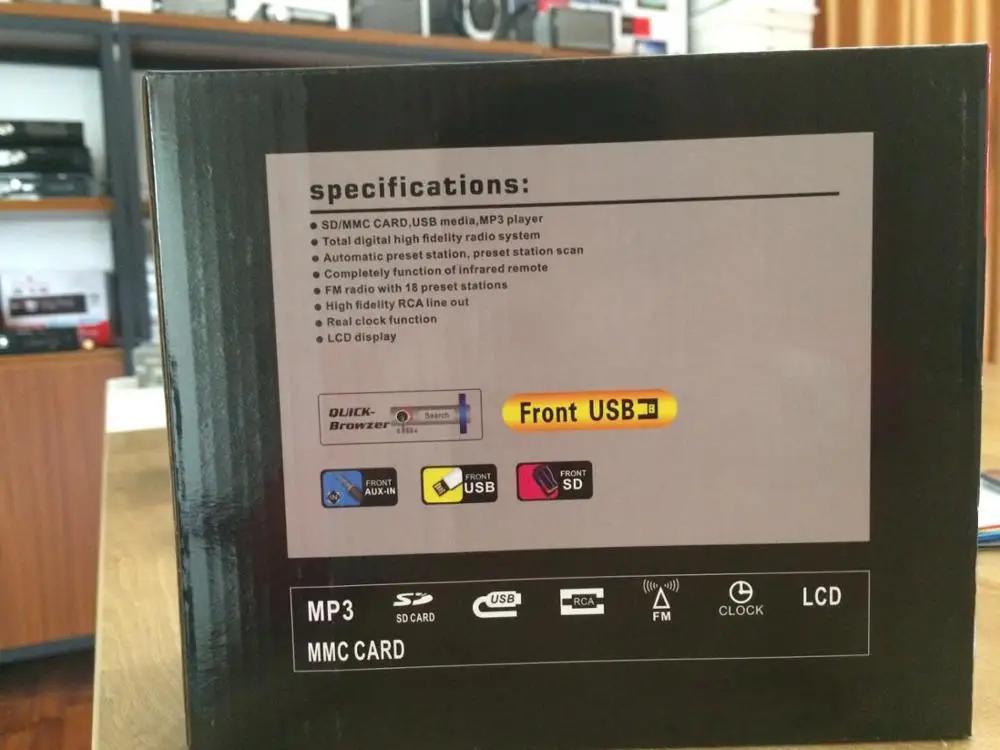 specifications:
● SD/MMC CARD,USB media,MP3 player
● Total digital high fidelity radio system
● Automatic preset station, preset station scan
● Completely function of infrared remote
● FM radio with 18 preset stations
● High fidelity RCA line out
● Real clock function
● LCD display
QUICK-
Browzer
Search
Front USB
FRONT
AUX-IN
IN
FRONT
USB
FRONT
SD
MP3
SD CARD
USB
RCA
FM
CLOCK
LCD
MMC CARD